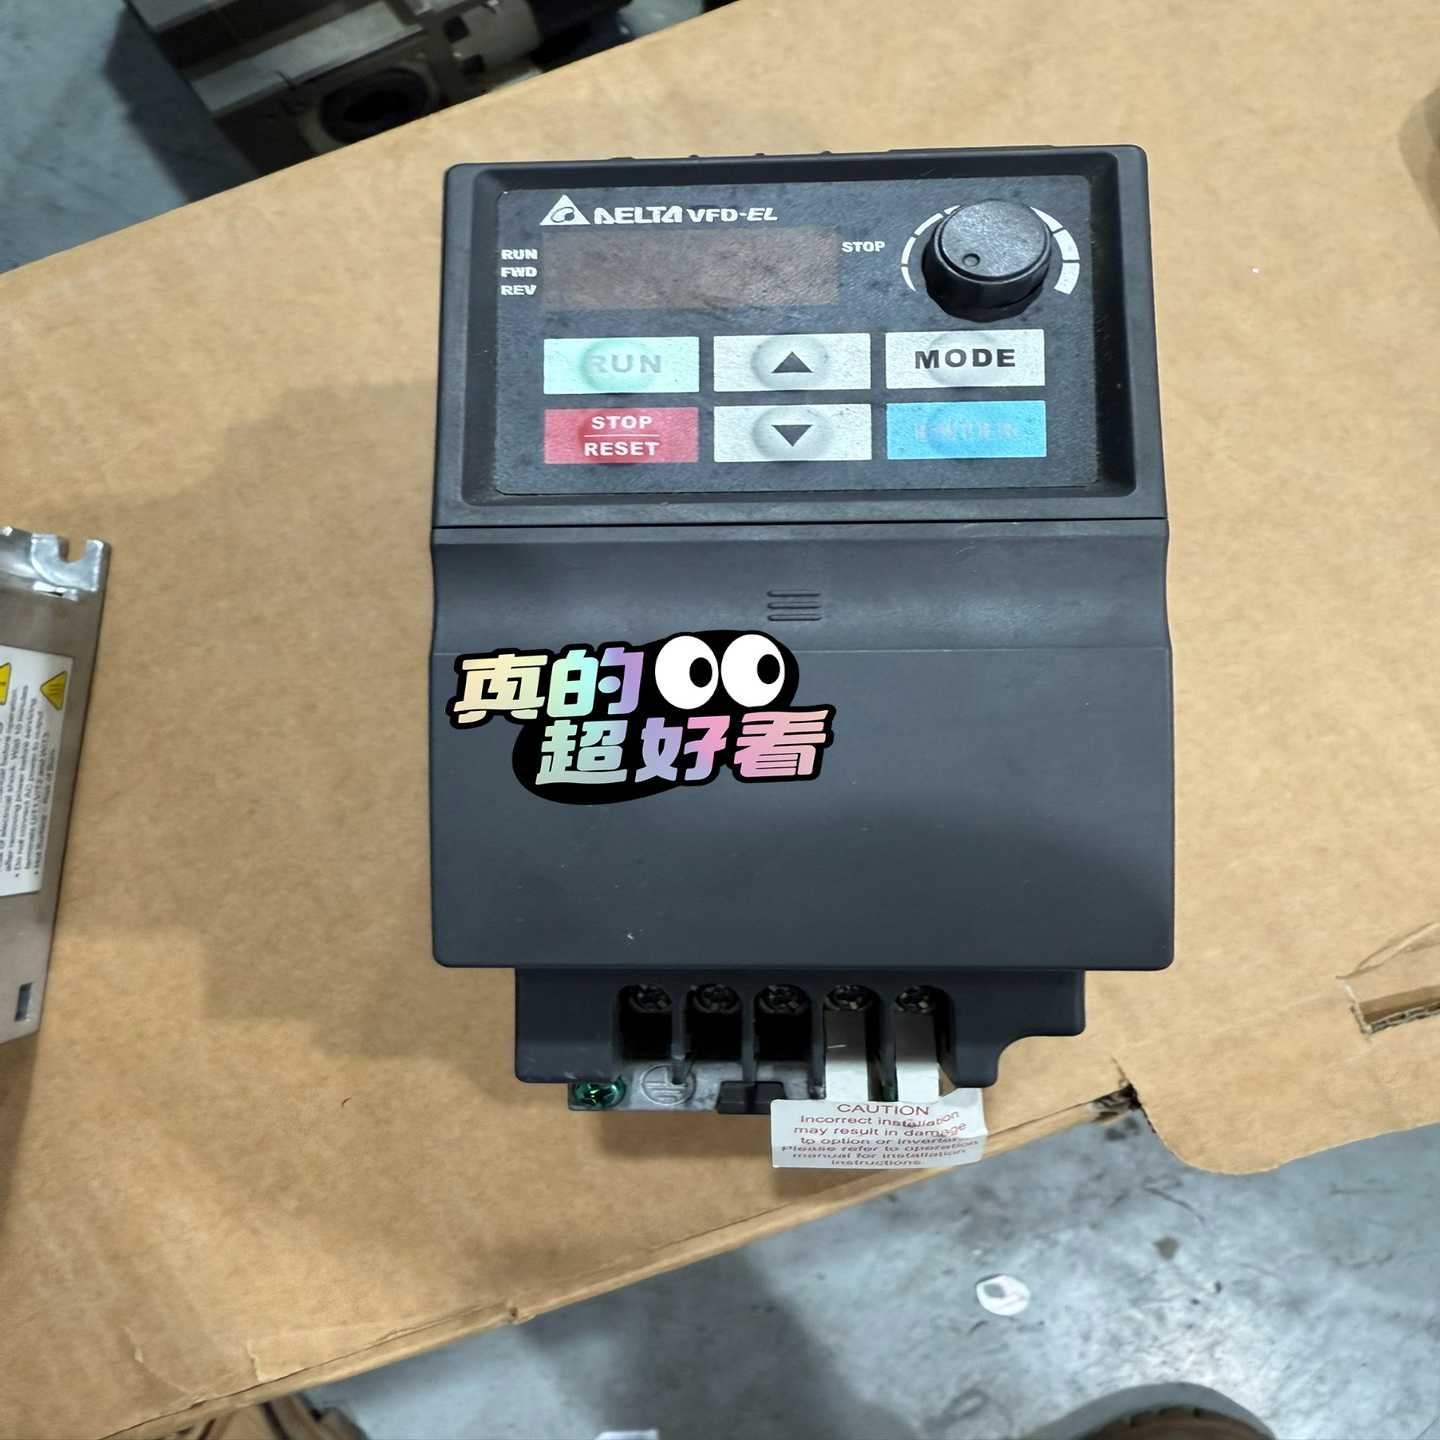 DELTA VFD-EL
RUN
FWD
REV
STOP
RUN
MODE
STOP
RESET
ENTER
真的
超好看
CAUTION
Incorrect installation
may result in damage
to option or inverter.
Please refer to operation
manual for installation
instructions.